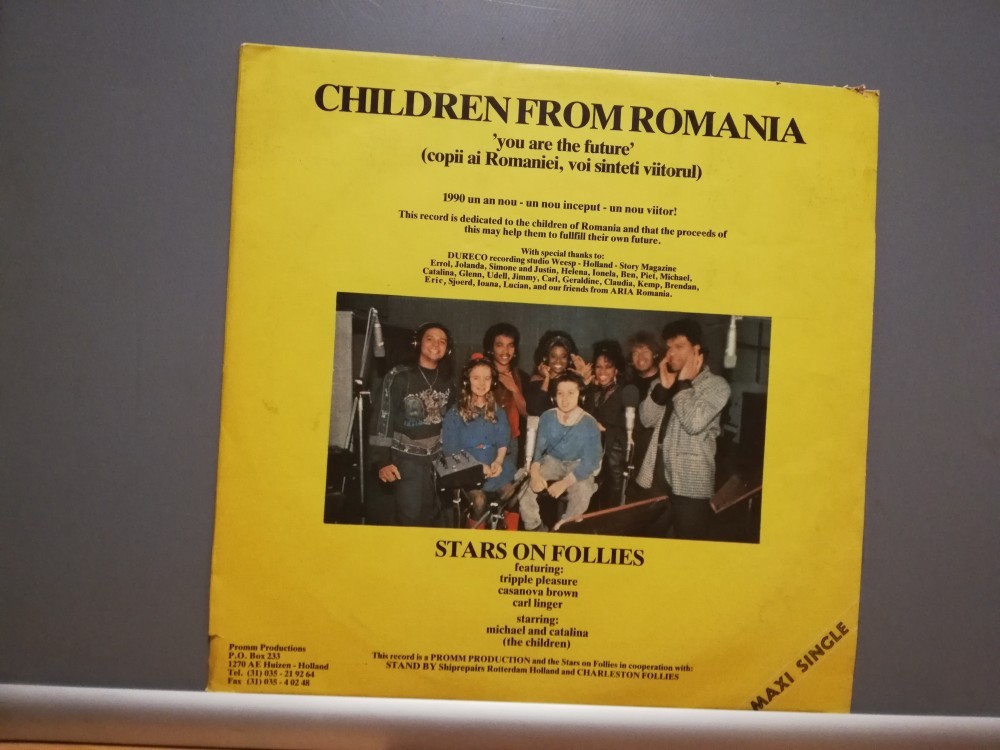 CHILDREN FROM ROMANIA
'you are the future'
(copii ai Romaniei, voi sinteti viitorul)
1990 un an nou - un nou inceput - un nou viitor!
This record is dedicated to the children of Romania and that the proceeds of
this may help them to fullfill their own future.
With special thanks to:
DURECO recording studio Weesp - Holland - Story Magazine
Errol, Jolanda, Simone and Justin, Helena, Ionela, Ben, Piet, Michael,
Catalina, Glenn, Udell, Jimmy, Carl, Geraldine, Claudia, Kemp, Brendan,
Eric, Sjoerd, Ioana, Lucian, and our friends from ARIA Romania.
STARS ON FOLLIES
featuring:
tripple pleasure
casanova brown
carl linger
starring:
michael and catalina
(the children)
This record is a PROMM PRODUCTION and the Stars on Follies in cooperation with:
STAND BY Shiprepairs Rotterdam Holland and CHARLESTON FOLLIES
Promm Productions
P.O. Box 233
1270 AE Huizen - Holland
Tel. (31) 035 - 21 92 64
Fax (31) 035 - 4 02 48
MAXI SINGLE